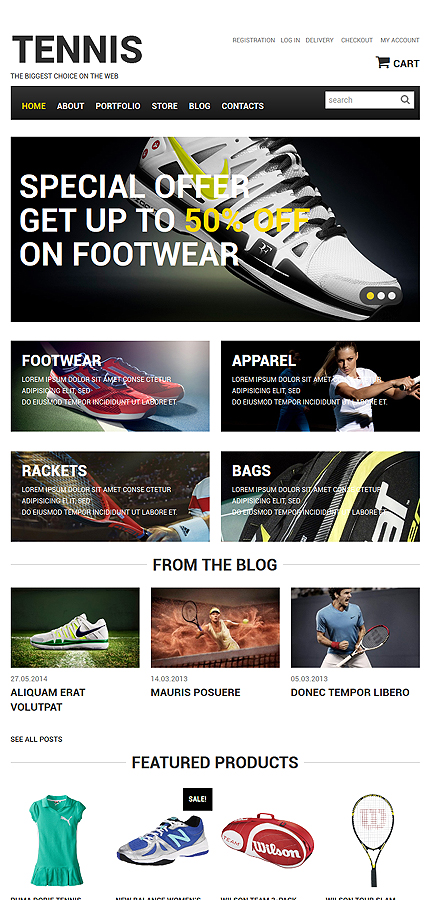 TENNIS
THE BIGGEST CHOICE ON THE WEB
REGISTRATION LOG IN DELIVERY CHECKOUT MY ACCOUNT
CART
HOME ABOUT PORTFOLIO STORE BLOG CONTACTS
search
SPECIAL OFFER
GET UP TO 50% OFF
ON FOOTWEAR
FOOTWEAR
LOREM IPSUM DOLOR SIT AMET CONSE CTETUR
ADIPISICING ELIT, SED
DO EIUSMOD TEMPOR INCIDIDUNT UT LABORE ET.
APPAREL
LOREM IPSUM DOLOR SIT AMET CONSE CTETUR
ADIPISICING ELIT, SED
DO EIUSMOD TEMPOR INCIDIDUNT UT LABORE ET.
RACKETS
LOREM IPSUM DOLOR SIT AMET CONSE CTETUR
ADIPISICING ELIT, SED
DO EIUSMOD TEMPOR INCIDIDUNT UT LABORE ET.
BAGS
LOREM IPSUM DOLOR SIT AMET CONSE CTETUR
ADIPISICING ELIT, SED
DO EIUSMOD TEMPOR INCIDIDUNT UT LABORE ET.
FROM THE BLOG
27.05.2014
ALIQUAM ERAT
VOLUTPAT
14.03.2013
MAURIS POSUERE
05.03.2013
DONEC TEMPOR LIBERO
SEE ALL POSTS
FEATURED PRODUCTS
SALE!
TEAM
Wilson